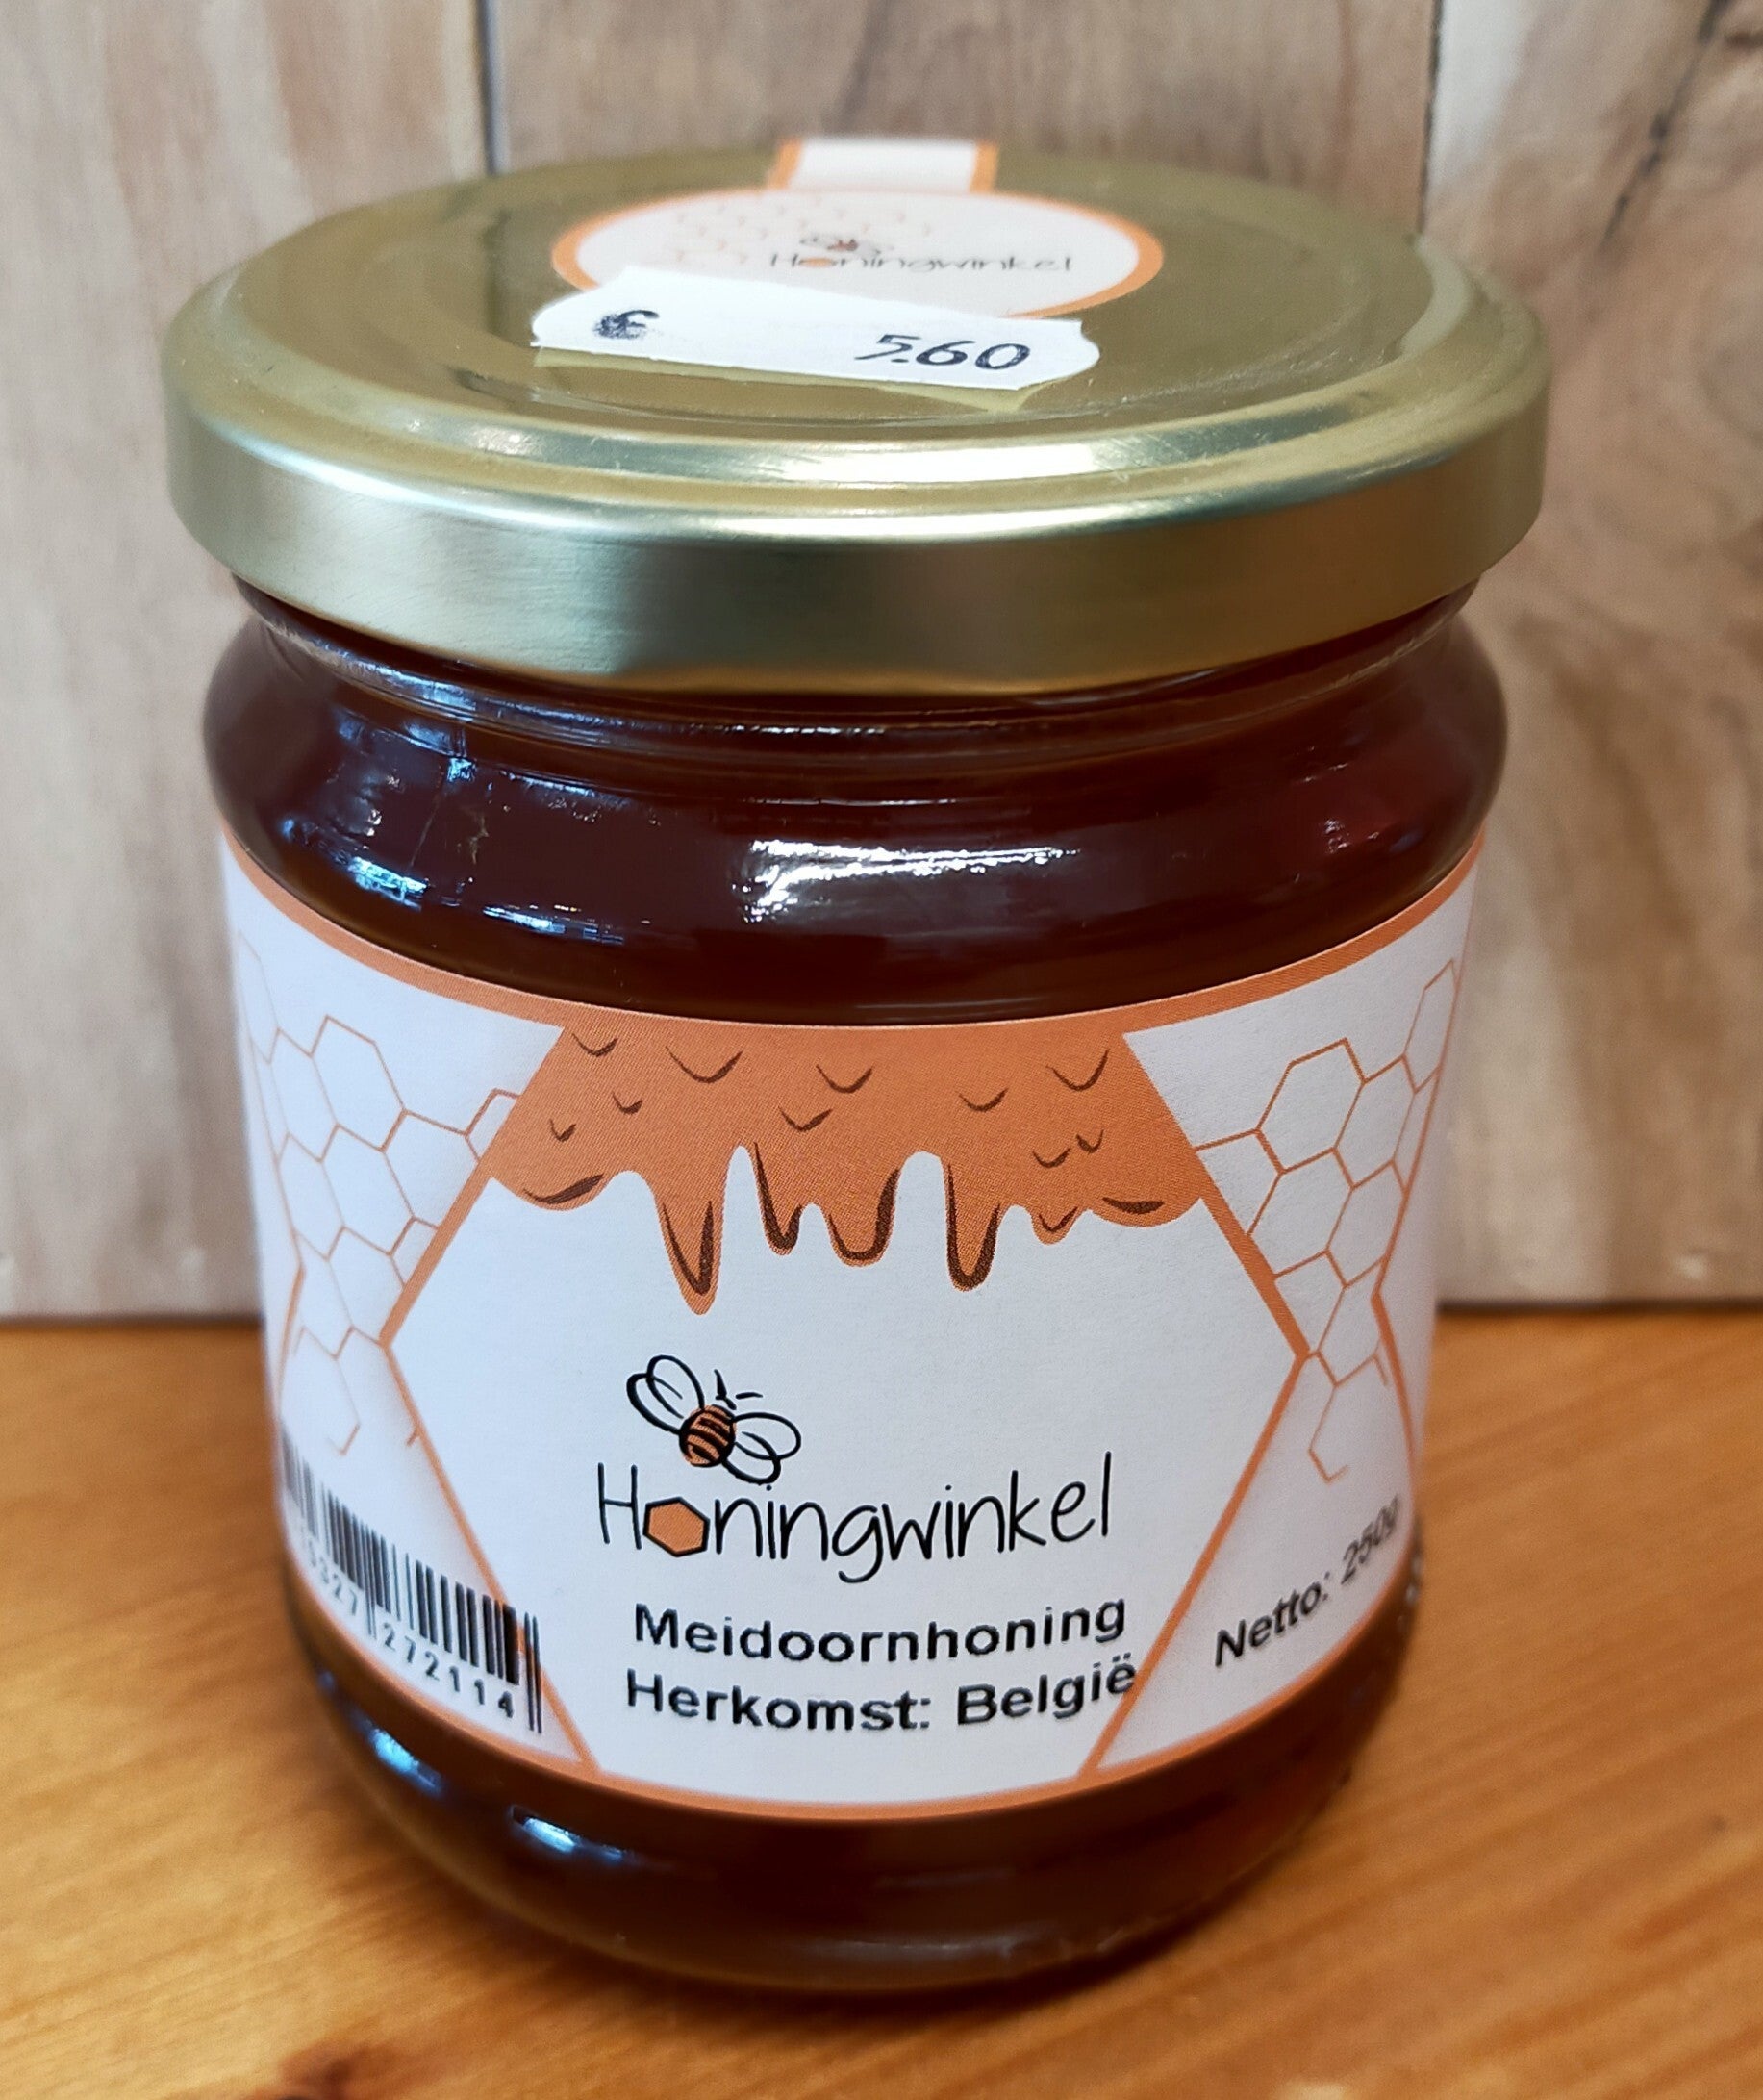 Honingwinkel
€ 5.60
Honingwinkel
Meidoornhoning
Herkomst: België
Netto: 250g
272114